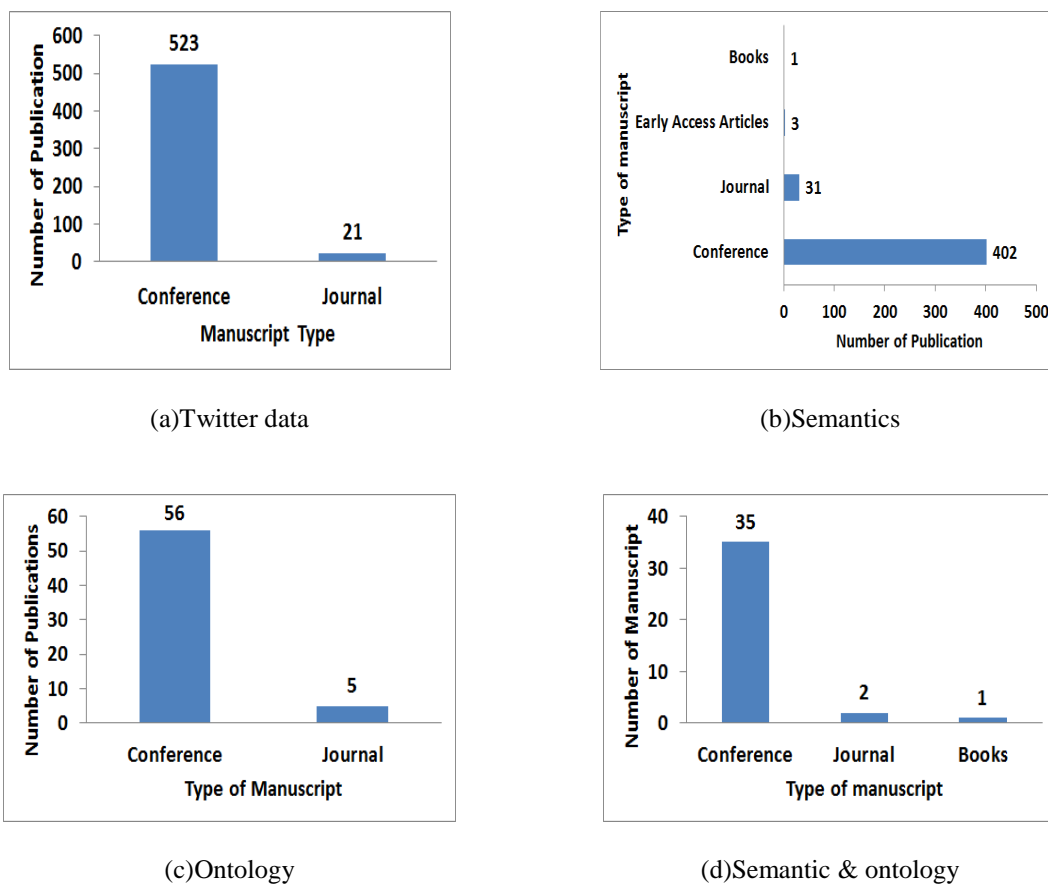 Number of Publication
600
500
400
300
200
100
0
523
21
Conference
Journal
Manuscript Type
(a)Twitter data
Type of manuscript
Books
1
Early Access Articles
3
Journal
31
Conference
402
0
100
200
300
400
500
Number of Publication
(b)Semantics
Number of Publications
60
50
40
30
20
10
0
56
5
Conference
Journal
Type of Manuscript
(c)Ontology
Number of Manuscript
40
30
20
10
0
35
2
1
Conference
Journal
Books
Type of manuscript
(d)Semantic & ontology